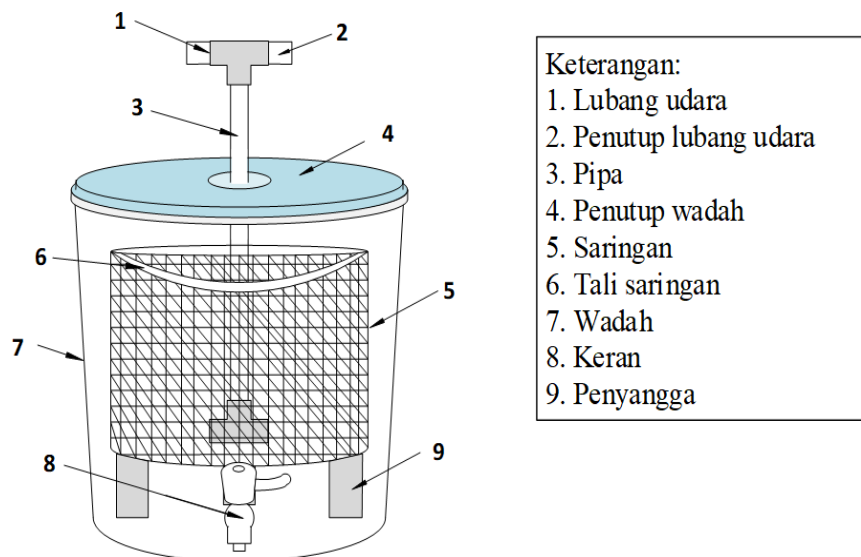 1
2
3
4
6
5
7
8
9
Keterangan:
1. Lubang udara
2. Penutup lubang udara
3. Pipa
4. Penutup wadah
5. Saringan
6. Tali saringan
7. Wadah
8. Keran
9. Penyangga